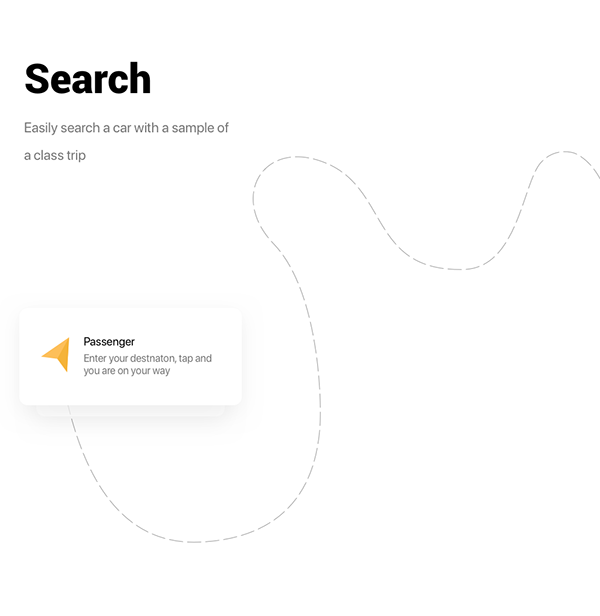 Search
Easily search a car with a sample of
a class trip
Passenger
Enter your destnaton, tap and
you are on your way